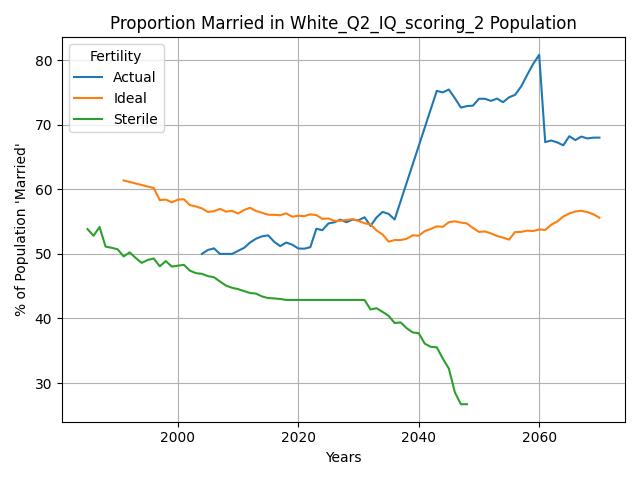 Proportion Married in White_Q2_IQ_scoring_2 Population
% of Population 'Married'
80
70
60
50
40
30
Fertility
Actual
Ideal
Sterile
2000
2020
2040
2060
Years